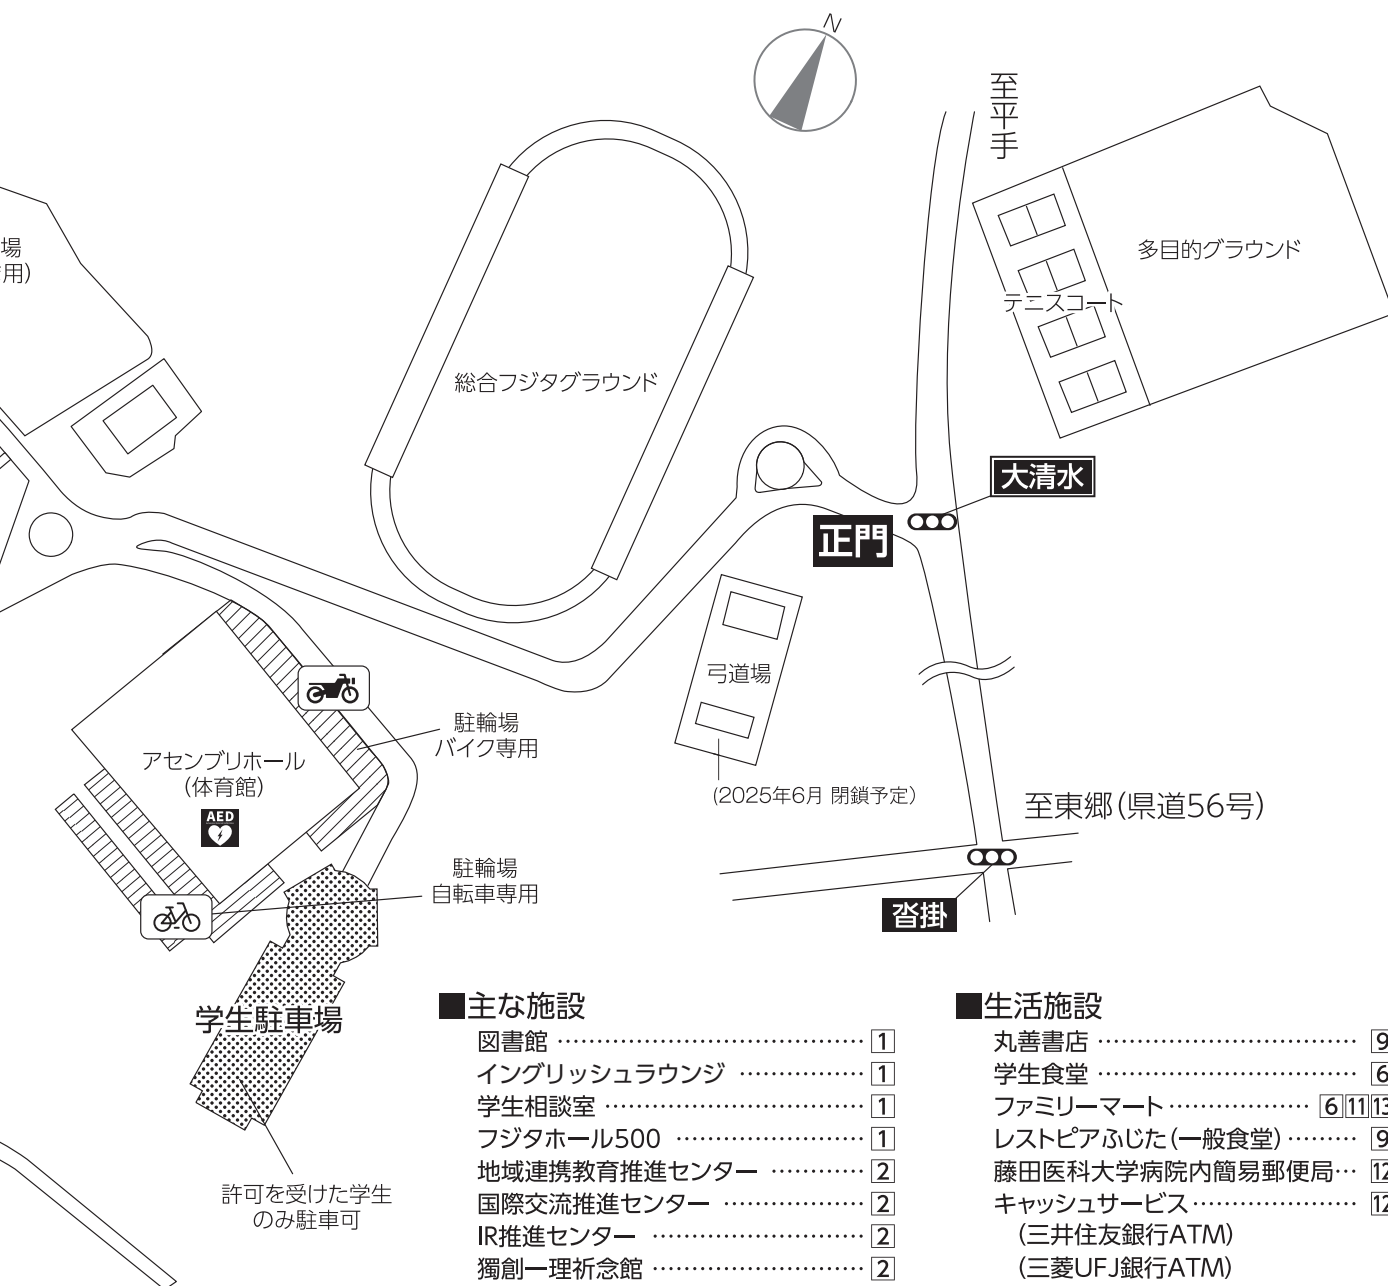 N
至平手
場
用)
多目的グラウンド
テニスコート
総合フジタグラウンド
大清水
正門
弓道場
駐輪場
バイク専用
アセンブリホール
(体育館)
AED
(2025年6月 閉鎖予定)
至東郷(県道56号)
駐輪場
自転車専用
沓掛
学生駐車場
許可を受けた学生
のみ駐車可
■主な施設
図書館 …………………………………… 1
イングリッシュラウンジ …………… 1
学生相談室 ……………………………… 1
フジタホール500 ……………………… 1
地域連携教育推進センター ………… 2
国際交流推進センター ……………… 2
IR推進センター ……………………… 2
獨創一理祈念館 ……………………… 2
■生活施設
丸善書店 …………………………… 9
学生食堂 …………………………… 6
ファミリーマート ……………… 6 11 13
レストピアふじた(一般食堂) ……… 9
藤田医科大学病院内簡易郵便局… 12
キャッシュサービス ………………… 12
(三井住友銀行ATM)
(三菱UFJ銀行ATM)